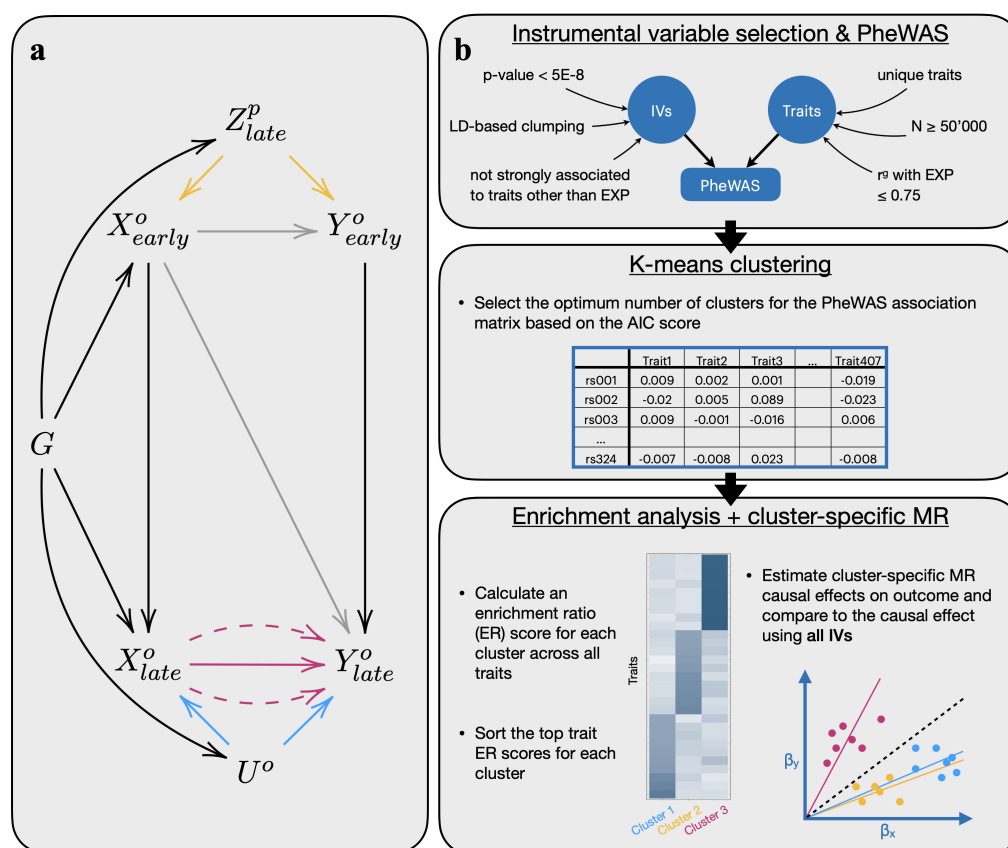 a
Z^p_late
X^o_early
Y^o_early
G
X^o_late
Y^o_late
U^o
b
Instrumental variable selection & PheWAS
p-value < 5E-8
LD-based clumping
not strongly associated
to traits other than EXP
IVs
Traits
PheWAS
unique traits
N ≥ 50'000
rᵍ with EXP
≤ 0.75
K-means clustering
• Select the optimum number of clusters for the PheWAS association
matrix based on the AIC score
Trait1 Trait2 Trait3 ... Trait407
rs001 0.009 0.002 0.001 -0.019
rs002 -0.02 0.005 0.089 -0.023
rs003 0.009 -0.001 -0.016 0.006
...
rs324 -0.007 -0.008 0.023 -0.008
Enrichment analysis + cluster-specific MR
• Calculate an
enrichment ratio
(ER) score for each
cluster across all
traits
• Sort the top trait
ER scores for each
cluster
Traits
Cluster 1
Cluster 2
Cluster 3
• Estimate cluster-specific MR
causal effects on outcome and
compare to the causal effect
using all IVs
βy
βx